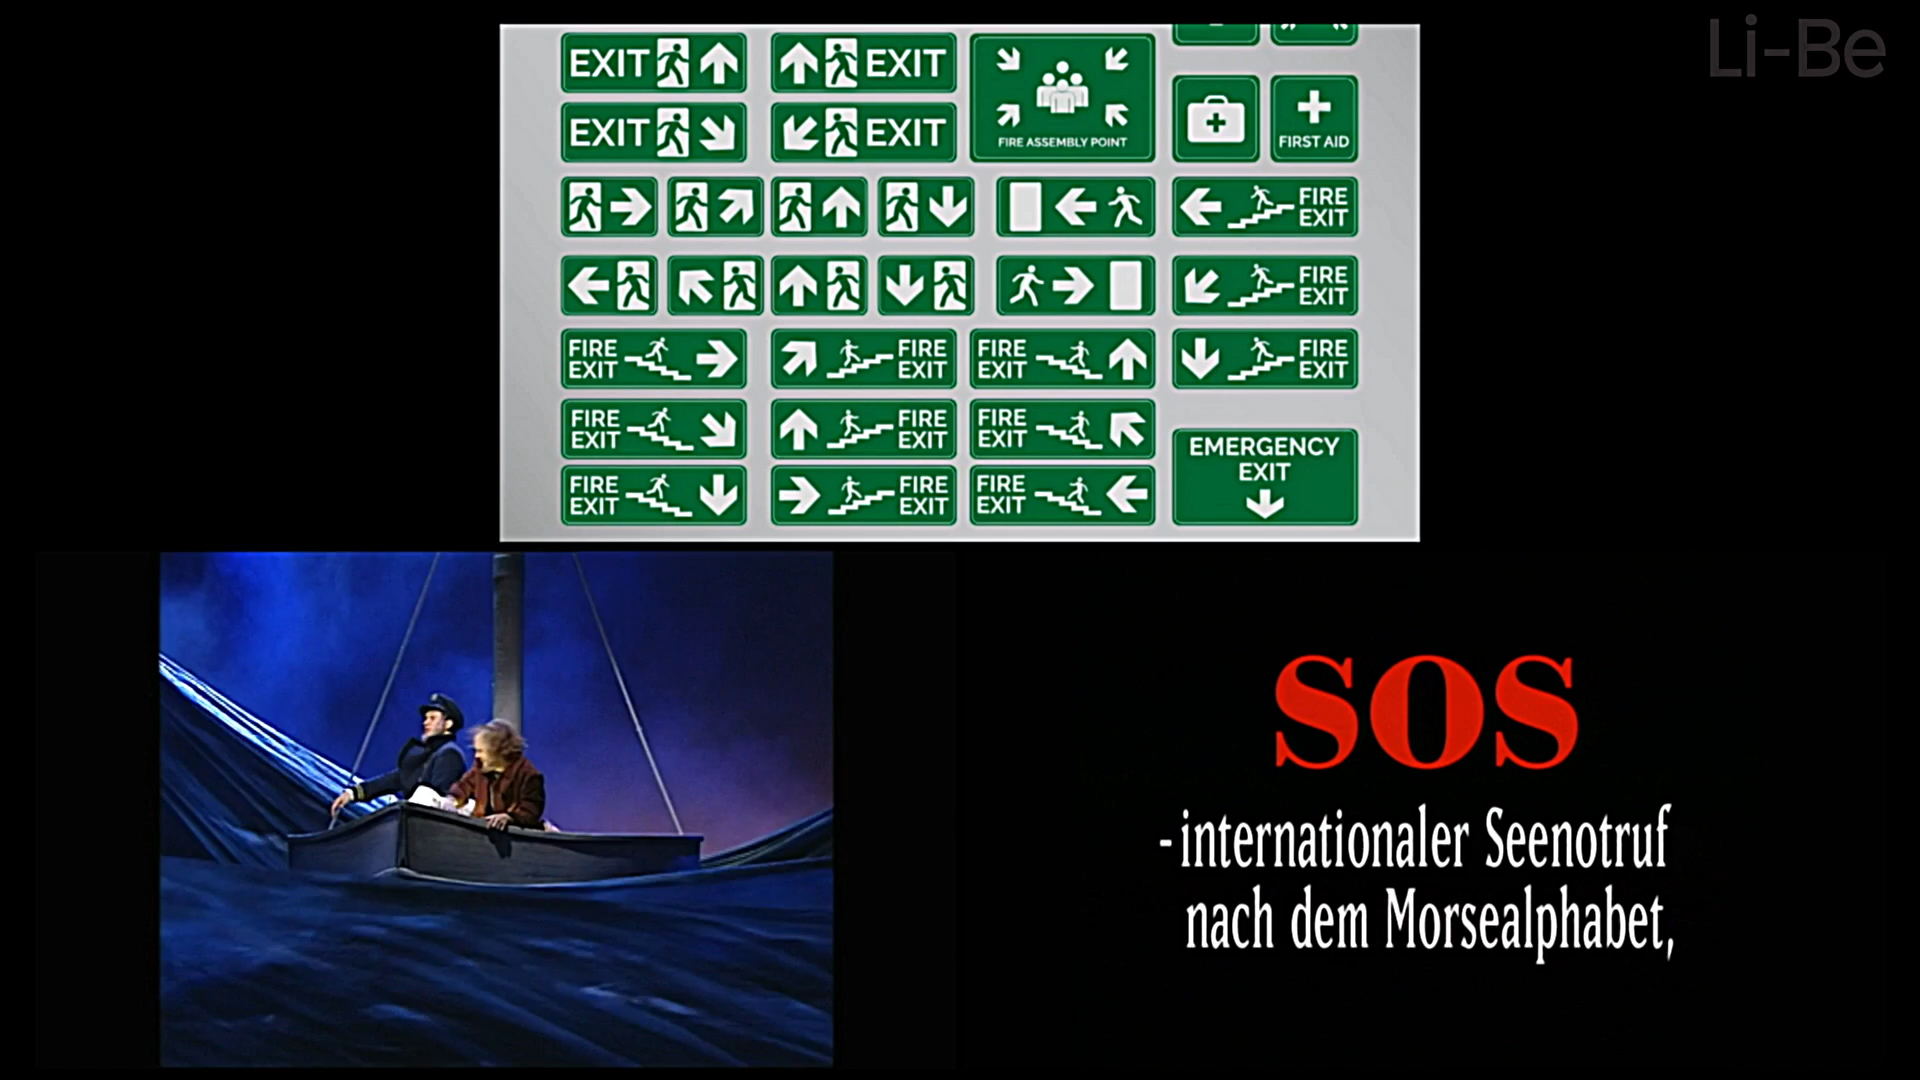 Li-Be
EXIT
EXIT
FIRE ASSEMBLY POINT
EXIT
EXIT
FIRST AID
FIRE
EXIT
FIRE
EXIT
FIRE
EXIT
FIRE
EXIT
FIRE
EXIT
FIRE
EXIT
FIRE
EXIT
FIRE
EXIT
FIRE
EXIT
EMERGENCY
EXIT
FIRE
EXIT
FIRE
EXIT
FIRE
EXIT
SOS
-internationaler Seenotruf
nach dem Morsealphabet,